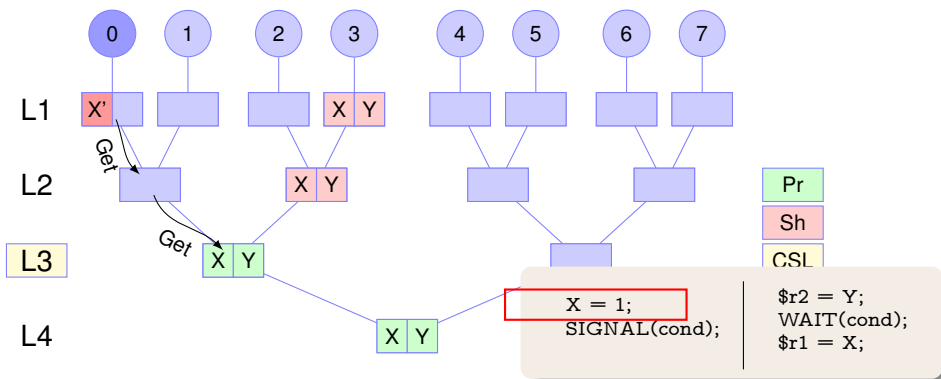 0 1 2 3 4 5 6 7
L1 X' X Y
Get
L2 X Y Pr
Get Sh
L3 X Y CSL
X = 1; $r2 = Y;
SIGNAL(cond); WAIT(cond);
L4 X Y $r1 = X;